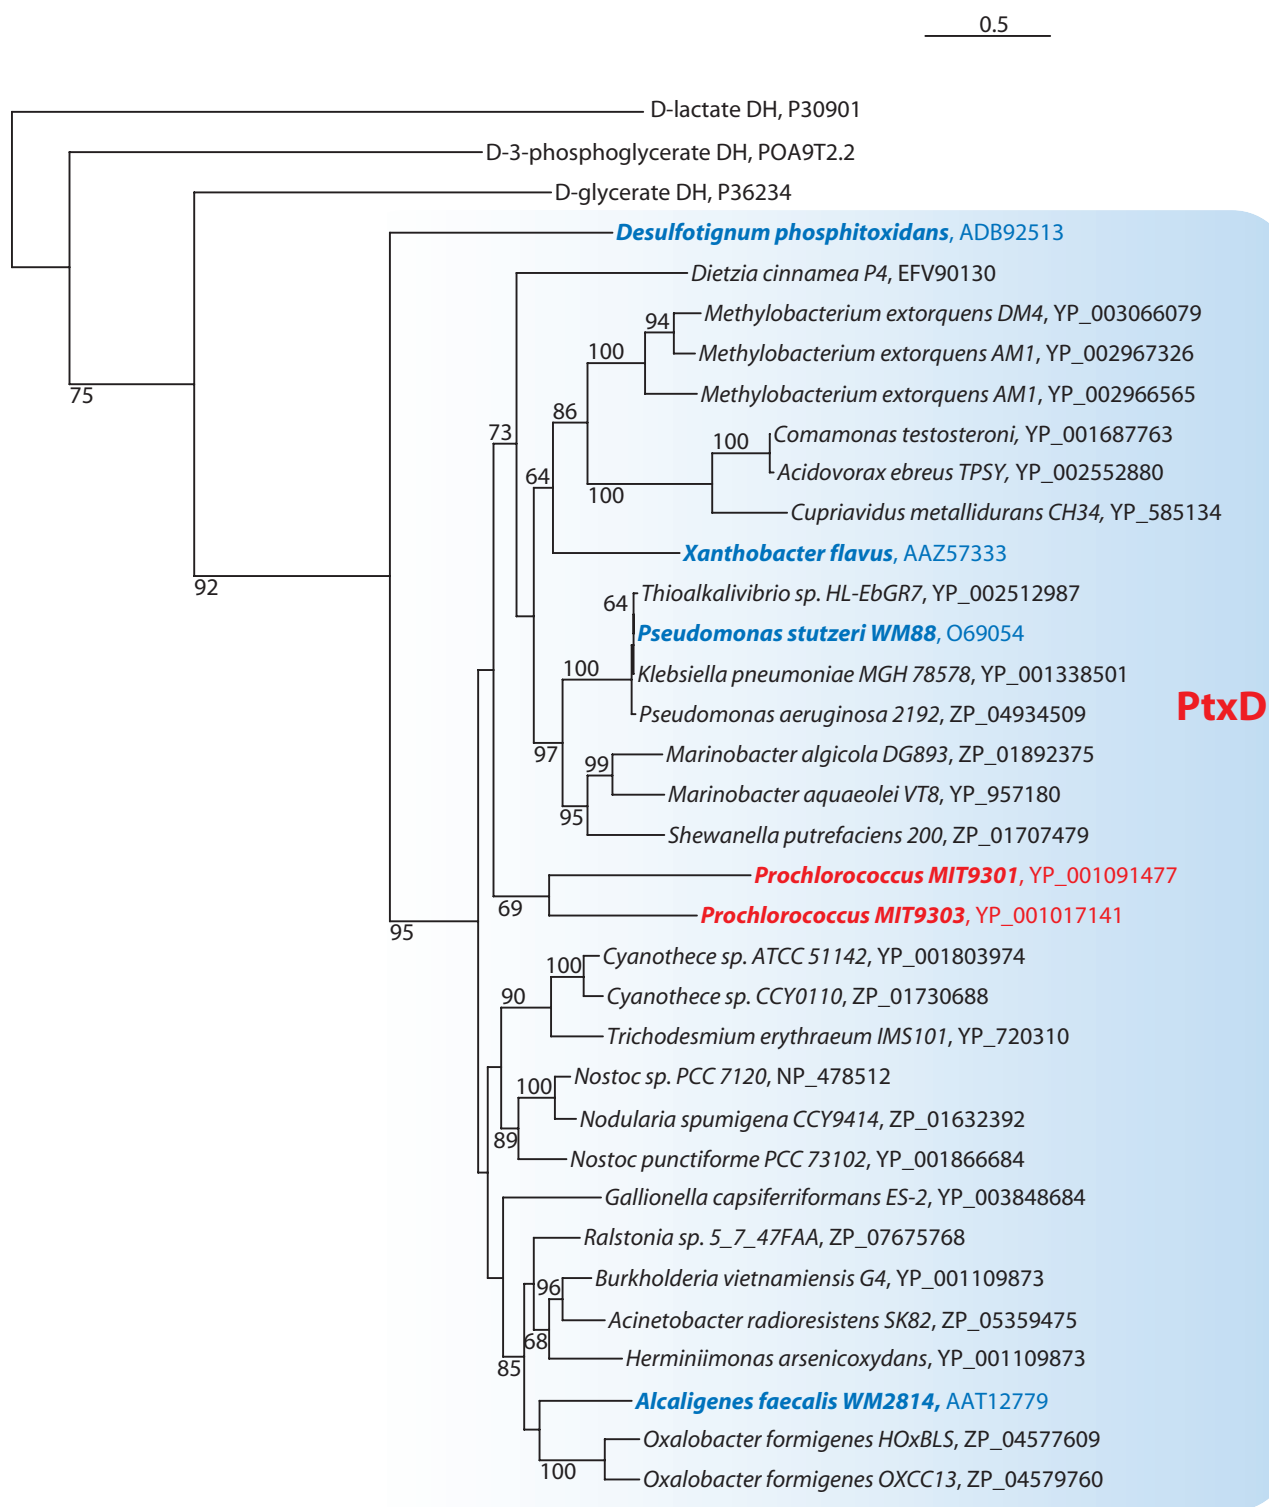 0.5
D-lactate DH, P30901
D-3-phosphoglycerate DH, POA9T2.2
D-glycerate DH, P36234
Desulfotignum phosphitoxidans, ADB92513
Dietzia cinnamea P4, EFV90130
Methylobacterium extorquens DM4, YP_003066079
94
100
Methylobacterium extorquens AM1, YP_002967326
75
Methylobacterium extorquens AM1, YP_002966565
86
73
Comamonas testosteroni, YP_001687763
100
64
Acidovorax ebreus TPSY, YP_002552880
100
Cupriavidus metallidurans CH34, YP_585134
Xanthobacter flavus, AAZ57333
92
Thioalkalivibrio sp. HL-EbGR7, YP_002512987
64
Pseudomonas stutzeri WM88, O69054
100
Klebsiella pneumoniae MGH 78578, YP_001338501
PtxD
Pseudomonas aeruginosa 2192, ZP_04934509
97
Marinobacter algicola DG893, ZP_01892375
99
Marinobacter aquaeolei VT8, YP_957180
95
Shewanella putrefaciens 200, ZP_01707479
Prochlorococcus MIT9301, YP_001091477
69
Prochlorococcus MIT9303, YP_001017141
95
Cyanothece sp. ATCC 51142, YP_001803974
100
90
Cyanothece sp. CCY0110, ZP_01730688
Trichodesmium erythraeum IMS101, YP_720310
Nostoc sp. PCC 7120, NP_478512
100
Nodularia spumigena CCY9414, ZP_01632392
89
Nostoc punctiforme PCC 73102, YP_001866684
Gallionella capsiferriformans ES-2, YP_003848684
Ralstonia sp. 5_7_47FAA, ZP_07675768
Burkholderia vietnamiensis G4, YP_001109873
96
Acinetobacter radioresistens SK82, ZP_05359475
68
Herminiimonas arsenicoxydans, YP_001109873
85
Alcaligenes faecalis WM2814, AAT12779
Oxalobacter formigenes HOxBLS, ZP_04577609
100
Oxalobacter formigenes OXCC13, ZP_04579760